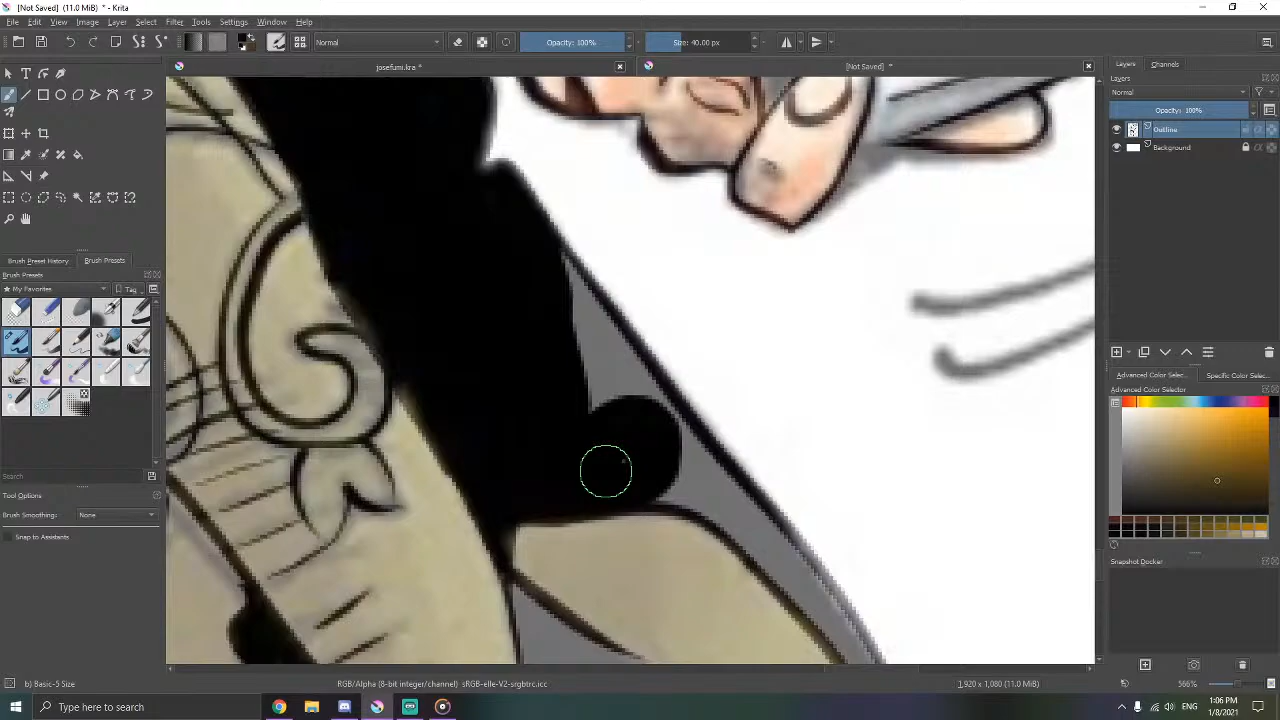 [Not Saved] (11.0 MiB) * - Krita
File Edit View Image Layer Select Filter Tools Settings Window Help
Normal
Opacity: 100%
Size: 40.00 px
josefumi.kra *
[Not Saved] *
Layers Channels
Layers
Normal
Opacity: 100%
Outline
Background
Brush Preset History Brush Presets
Brush Presets
My Favorites
Tag
Search
Tool Options
Brush Smoothing: None
Snap to Assistants
Advanced Color Selec... Specific Color Selec...
Advanced Color Selector
Snapshot Docker
b) Basic-5 Size
RGB/Alpha (8-bit integer/channel) sRGB-elle-V2-srgbtrc.icc
1,920 x 1,080 (11.0 MiB)
566%
Type here to search
ENG
1:06 PM
1/8/2021